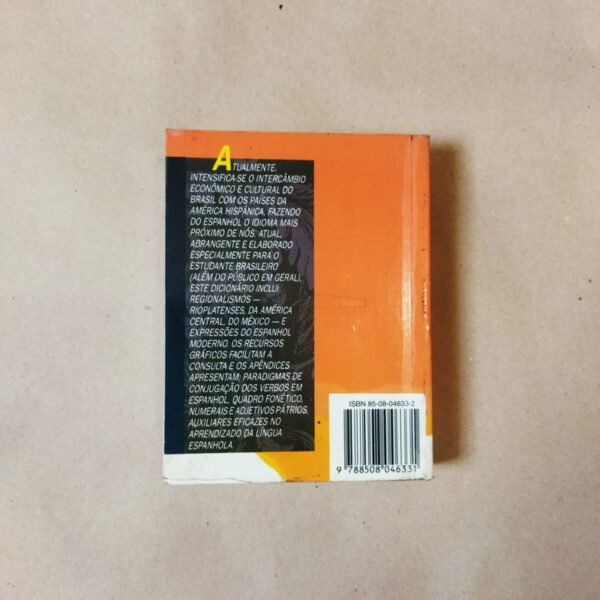 ATUALMENTE,
INTENSIFICA-SE O INTERCÂMBIO
ECONÔMICO E CULTURAL DO
BRASIL COM OS PAÍSES DA
AMÉRICA HISPÂNICA, FAZENDO
DO ESPANHOL O IDIOMA MAIS
PRÓXIMO DE NÓS. ATUAL,
ABRANGENTE E ELABORADO
ESPECIALMENTE PARA O
ESTUDANTE BRASILEIRO
(ALÉM DO PÚBLICO EM GERAL),
ESTE DICIONÁRIO INCLUI
REGIONALISMOS —
RIOPLATENSES, DA AMÉRICA
CENTRAL, DO MÉXICO — E
EXPRESSÕES DO ESPANHOL
MODERNO. OS RECURSOS
GRÁFICOS FACILITAM A
CONSULTA E OS APÊNDICES
APRESENTAM: PARADIGMAS DE
CONJUGAÇÃO DOS VERBOS EM
ESPANHOL, QUADRO FONÉTICO,
NUMERAIS E ADJETIVOS PÁTRIOS,
AUXILIARES EFICAZES NO
APRENDIZADO DA LÍNGUA
ESPANHOLA.
ISBN 85-08-04633-2
9 788508 046331